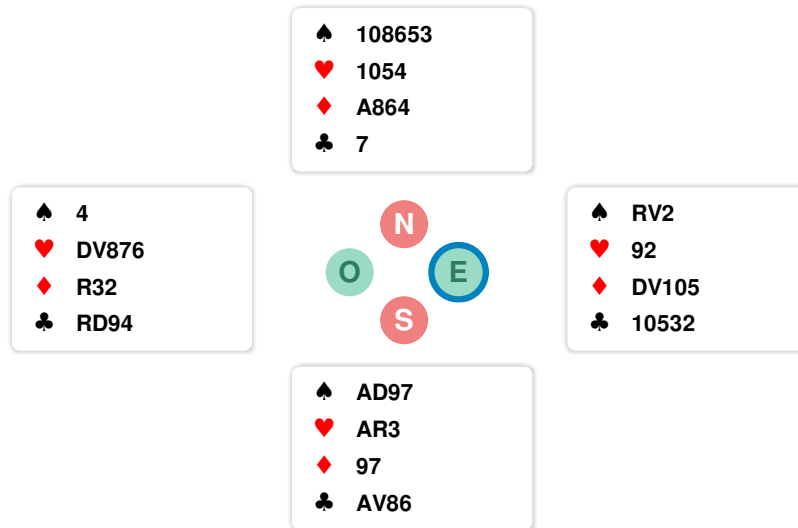 ♠ 108653
♥ 1054
♦ A864
♣ 7
♠ 4
♥ DV876
♦ R32
♣ RD94
N
O E
S
♠ RV2
♥ 92
♦ DV105
♣ 10532
♠ AD97
♥ AR3
♦ 97
♣ AV86